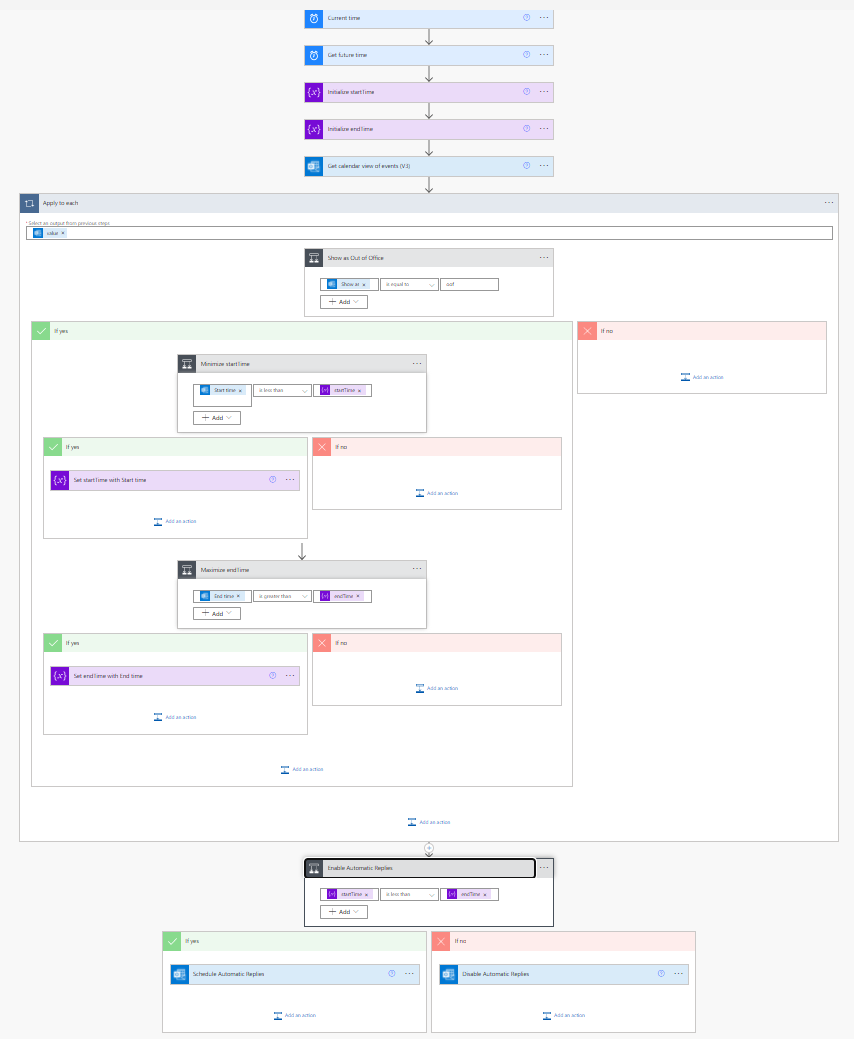 Current time
Get future time
Initialize startTime
Initialize endTime
Get calendar view of events (V3)
Apply to each
* Select an output from previous steps
value ×
Show as Out of Office
Show as × is equal to oof
+ Add
If yes
If no
Minimize startTime
Add an action
Start time × is less than startTime ×
+ Add
If yes
If no
Set startTime with Start time
Add an action
Add an action
Maximize endTime
End time × is greater than endTime ×
+ Add
If yes
If no
Set endTime with End time
Add an action
Add an action
Add an action
Add an action
Enable Automatic Replies
startTime × is less than endTime ×
+ Add
If yes
If no
Schedule Automatic Replies
Disable Automatic Replies
Add an action
Add an action